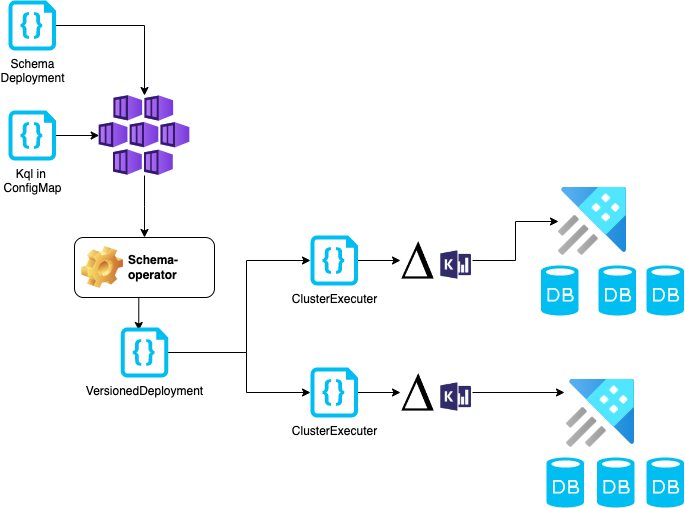 Schema
Deployment
Kql in
ConfigMap
Schema-
operator
VersionedDeployment
ClusterExecuter
K
DB
DB
DB
ClusterExecuter
K
DB
DB
DB